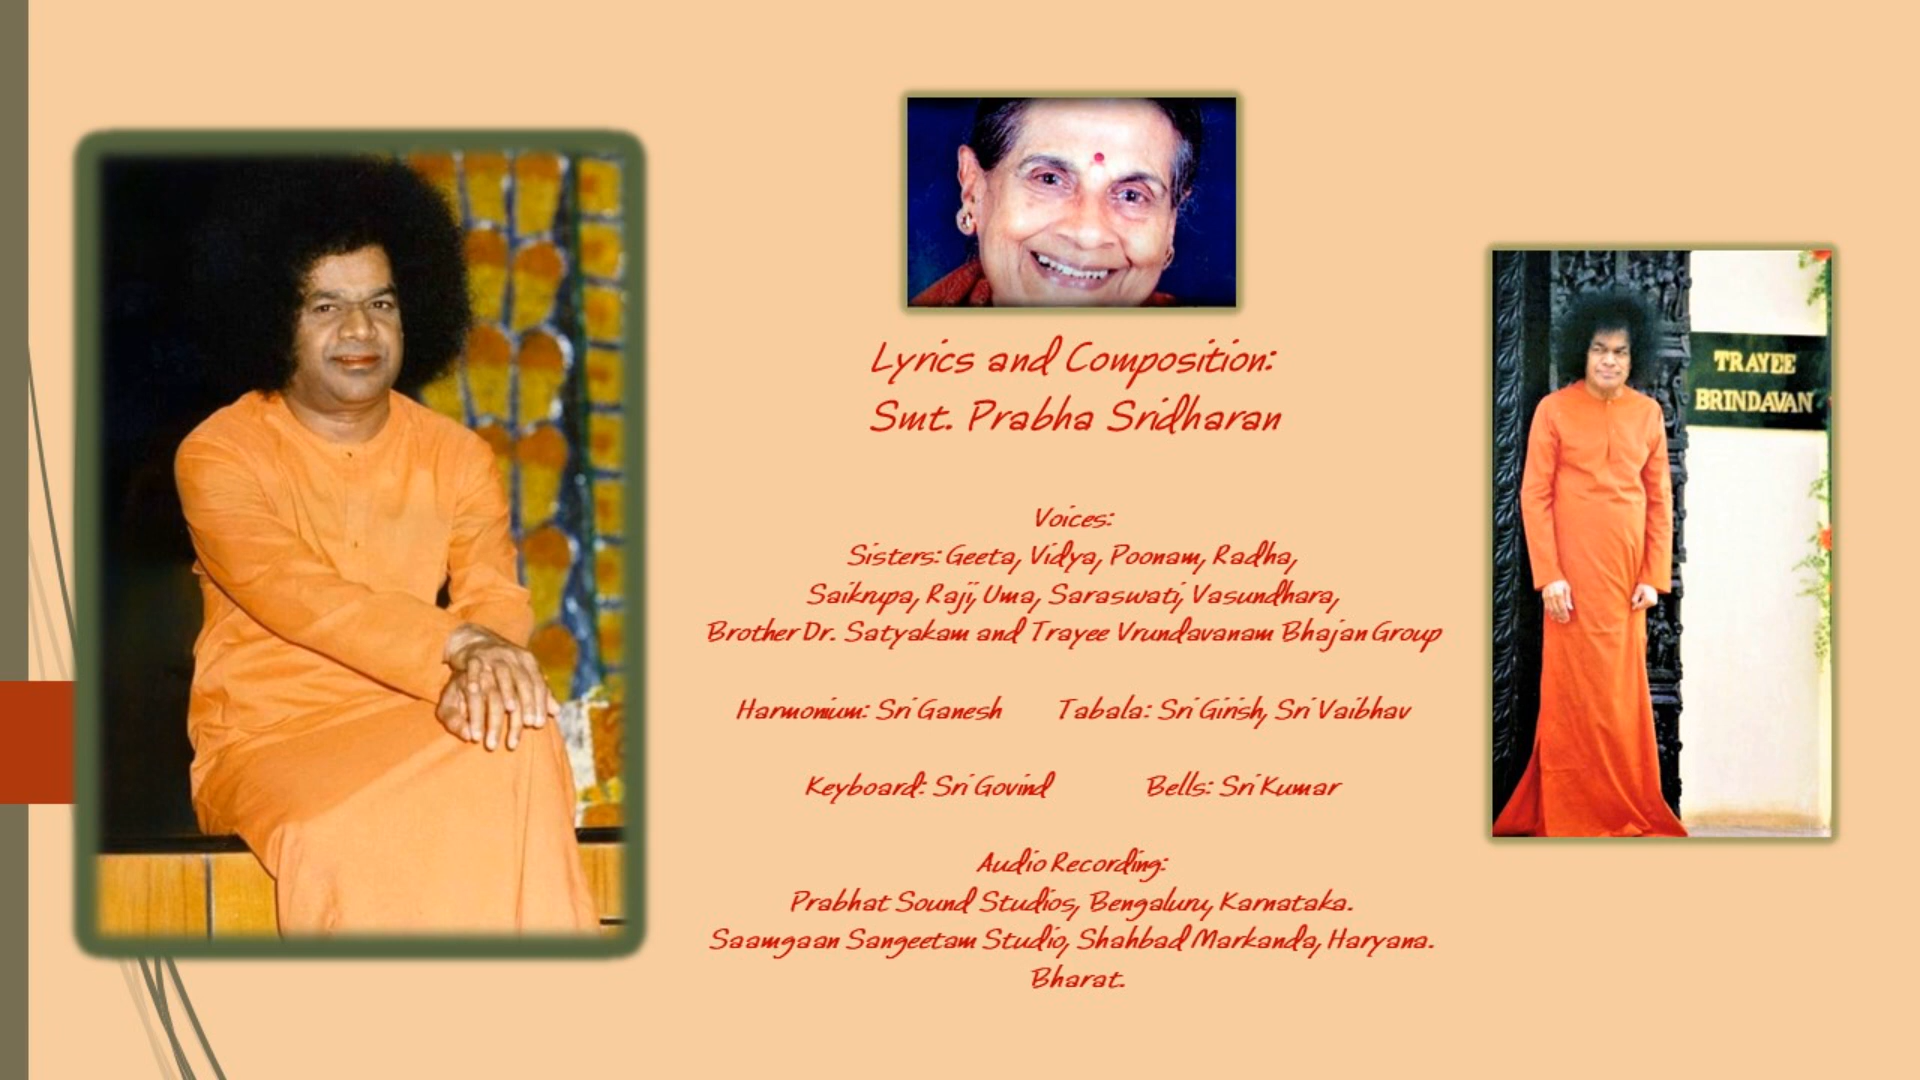 Lyrics and Composition:
Smt. Prabha Sridharan
Voices:
Sisters: Geeta, Vidya, Poonam, Radha,
Saikrupa, Raji, Uma, Saraswati, Vasundhara,
Brother Dr. Satyakam and Trayee Vrundavanam Bhajan Group
Harmonium: Sri Ganesh Tabala: Sri Girish, Sri Vaibhav
Keyboard: Sri Govind Bells: Sri Kumar
Audio Recording:
Prabhat Sound Studios, Bengaluru, Karnataka.
Saamgaan Sangeetam Studio, Shahbad Markanda, Haryana.
Bharat.
TRAYEE
BRINDAVAN